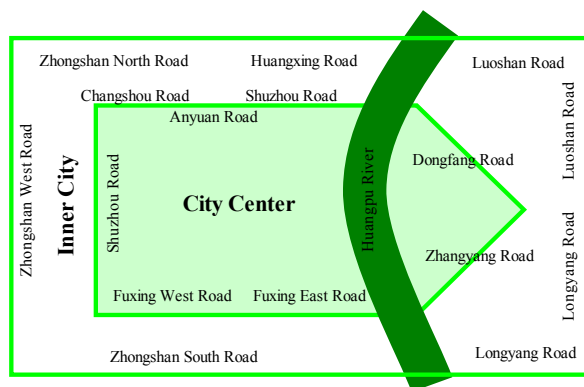 Zhongshan North Road
Huangxing Road
Luoshan Road
Changshou Road
Shuzhou Road
Anyuan Road
Luoshan Road
Dongfang Road
Zhongshan West Road
Inner City
Shuzhou Road
City Center
Huangpu River
Zhangyang Road
Longyang Road
Fuxing West Road
Fuxing East Road
Zhongshan South Road
Longyang Road